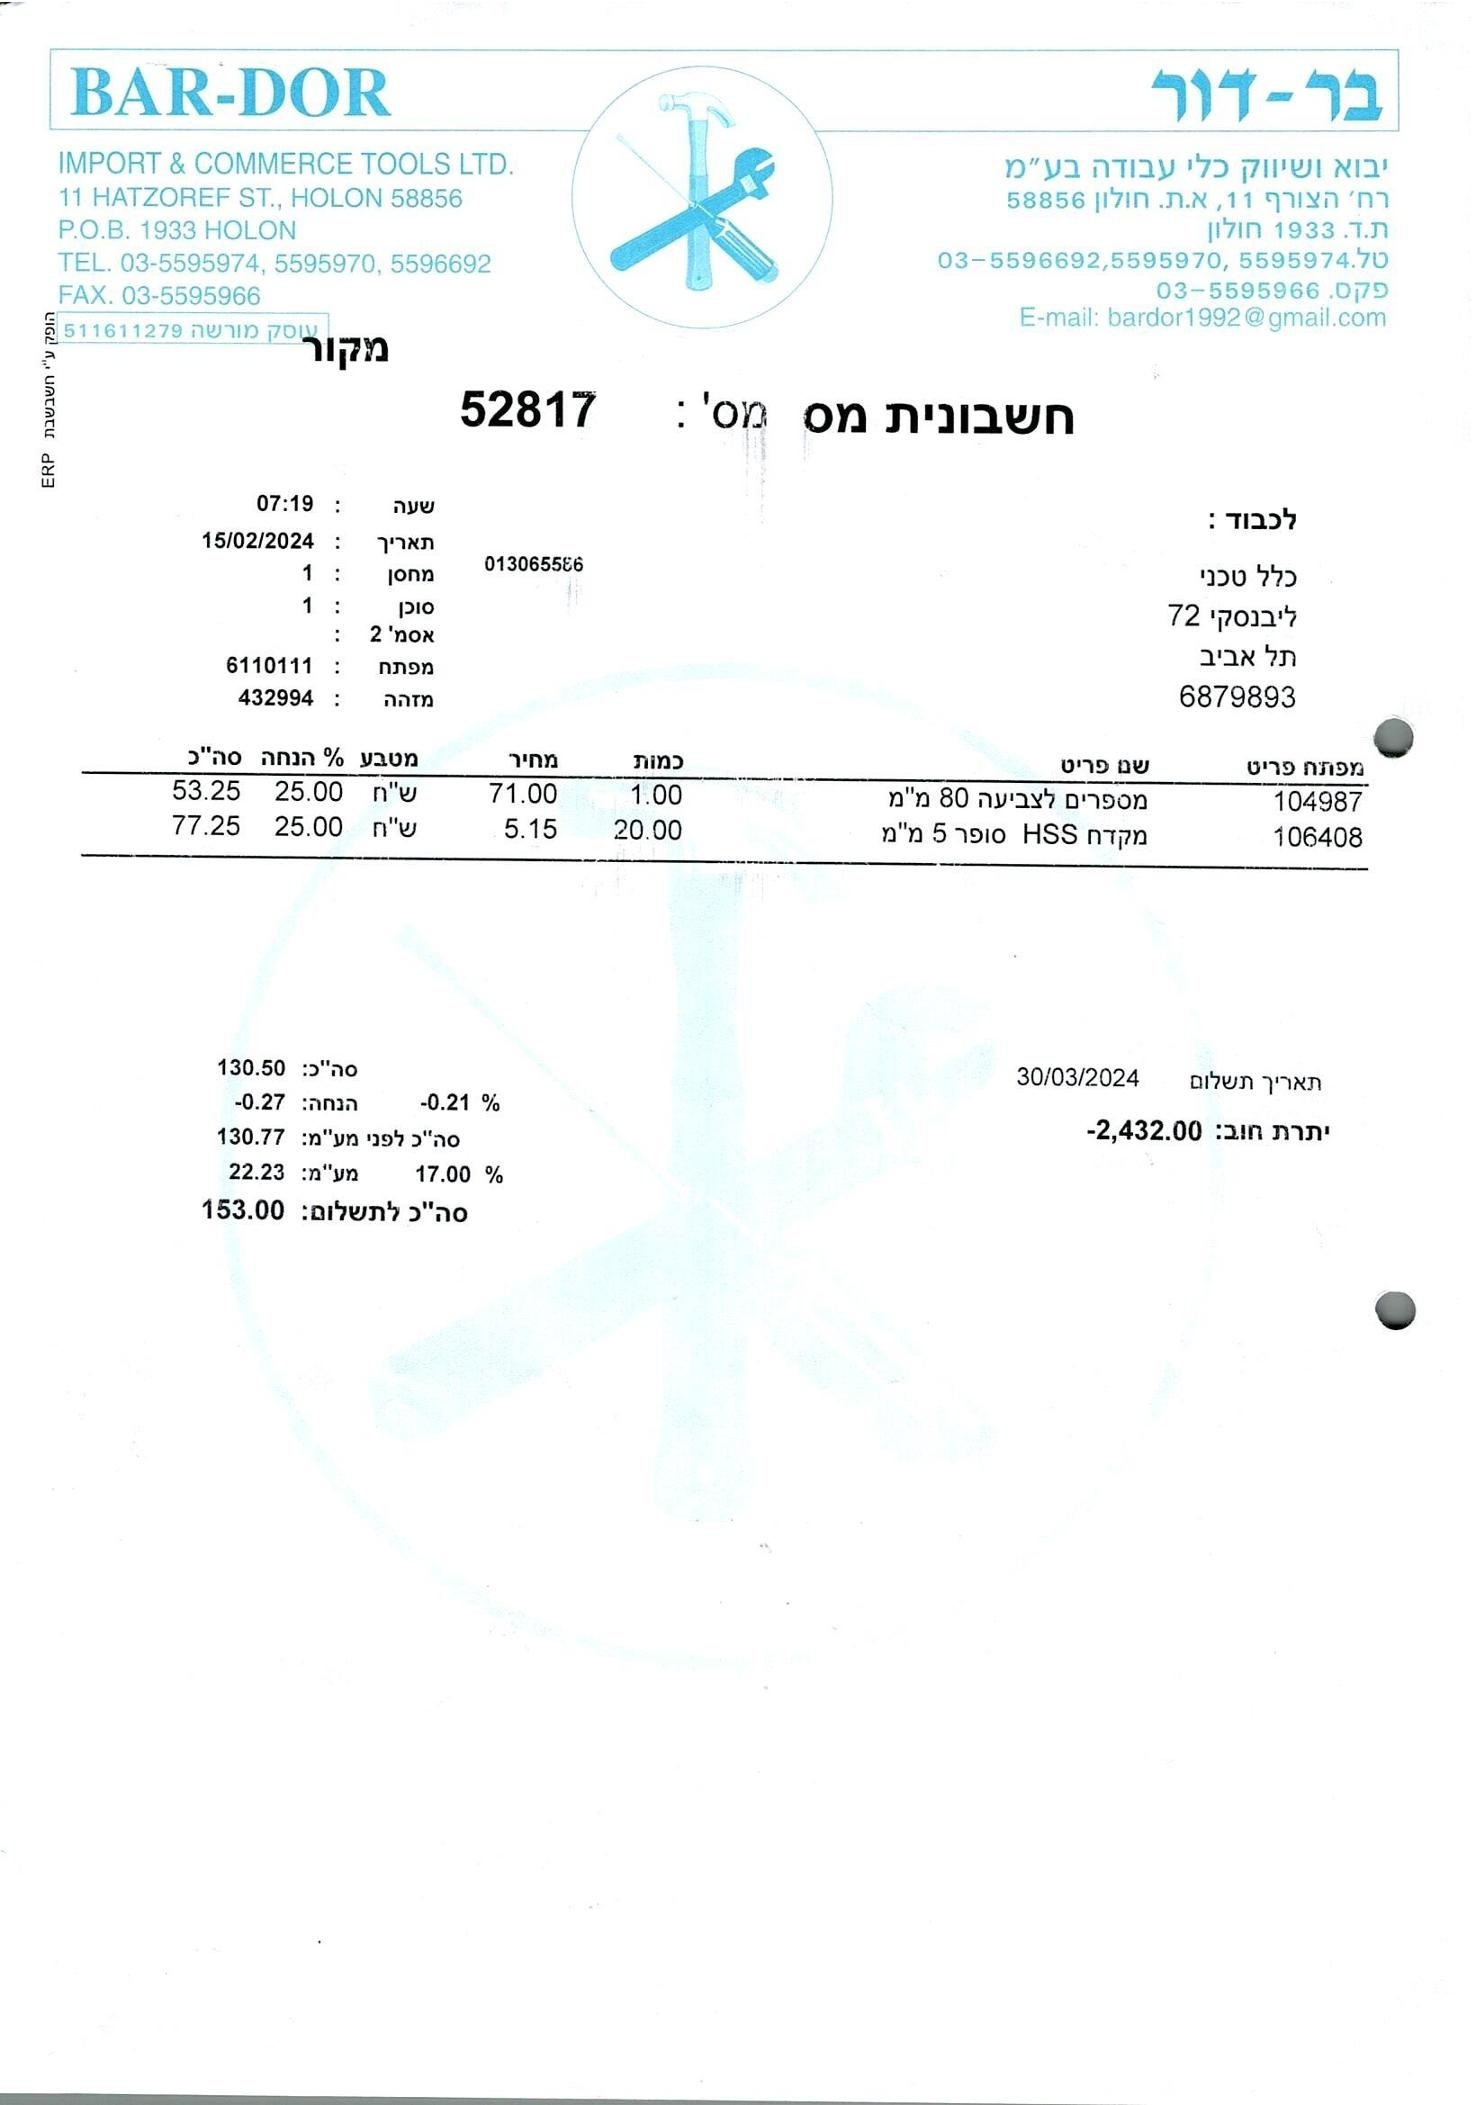 BAR-DOR
IMPORT & COMMERCE TOOLS LTD.
11 HATZOREF ST., HOLON 58856
P.O.B. 1933 HOLON
TEL. 03-5595974, 5595970, 5596692
FAX. 03-5595966
עוסק מורשה 511611279
בר-דור
יבוא ושיווק כלי עבודה בע"מ
רח' הצורף 11, א.ת. חולון 58856
ת.ד. 1933 חולון
טל.03-5596692,5595970, 5595974
פקס. 03-5595966
E-mail: bardor1992@gmail.com
הופק ע"י חשבשבת ERP
מקור
חשבונית מס מס' : 52817
לכבוד :
כלל טכני
ליבנסקי 72
תל אביב
6879893
013065586
שעה : 07:19
תאריך : 15/02/2024
מחסן : 1
סוכן : 1
אסמ' 2 :
מפתח : 6110111
מזהה : 432994
מפתח פריט שם פריט כמות מחיר מטבע % הנחה סה"כ
104987 מספרים לצביעה 80 מ"מ 1.00 71.00 ש"ח 25.00 53.25
106408 מקדח HSS סופר 5 מ"מ 20.00 5.15 ש"ח 25.00 77.25
תאריך תשלום 30/03/2024
יתרת חוב: -2,432.00
סה"כ: 130.50
% -0.21 הנחה: -0.27
סה"כ לפני מע"מ: 130.77
% 17.00 מע"מ: 22.23
סה"כ לתשלום: 153.00